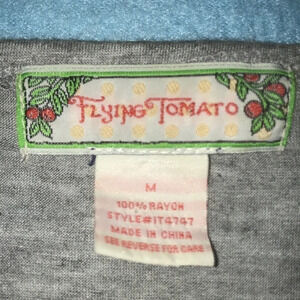 FLYING TOMATO
M
100% RAYON
STYLE#IT4747
MADE IN CHINA
SEE REVERSE FOR CARE